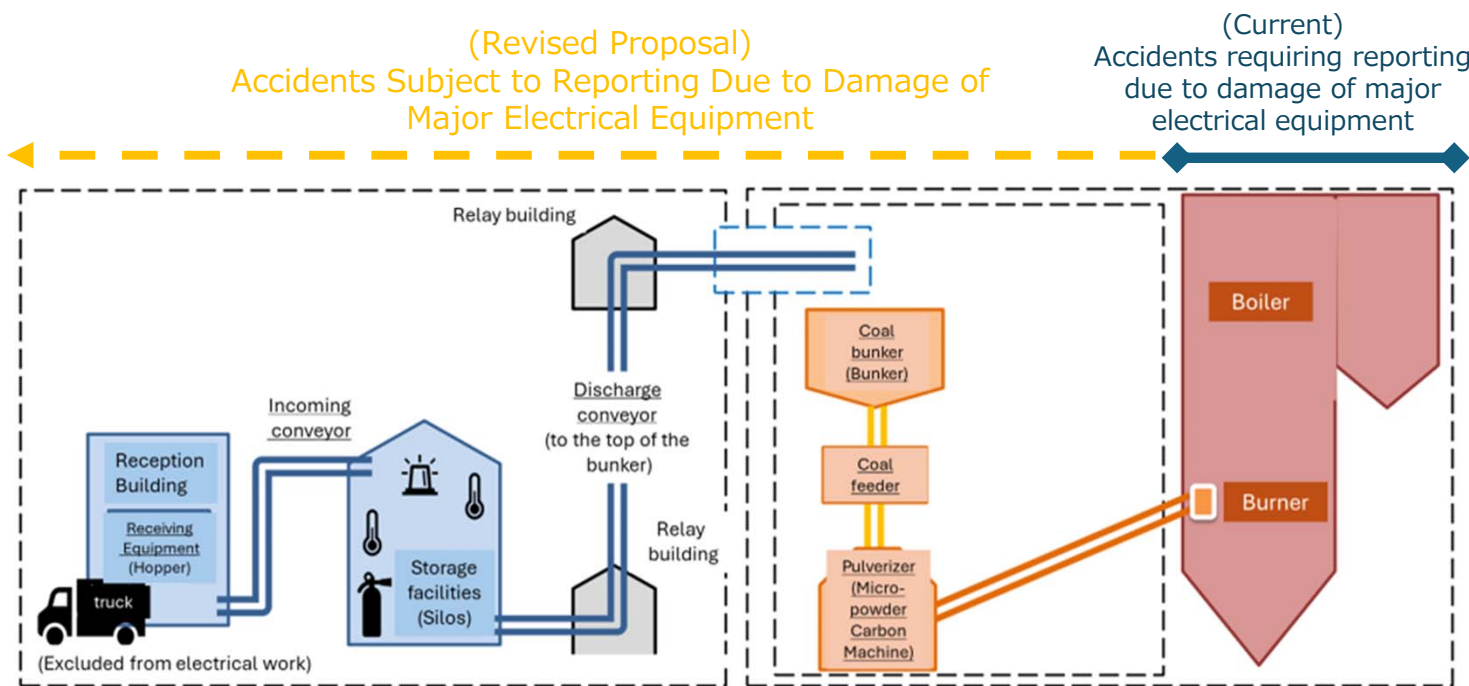 (Revised Proposal)
Accidents Subject to Reporting Due to Damage of
Major Electrical Equipment
(Current)
Accidents requiring reporting
due to damage of major
electrical equipment
Relay building
Boiler
Coal
bunker
(Bunker)
Discharge
conveyor
(to the top of the
bunker)
Incoming
conveyor
Reception
Building
Coal
feeder
Burner
Receiving
Equipment
(Hopper)
Relay
building
Storage
facilities
(Silos)
Pulverizer
(Micro-
powder
Carbon
Machine)
truck
(Excluded from electrical work)